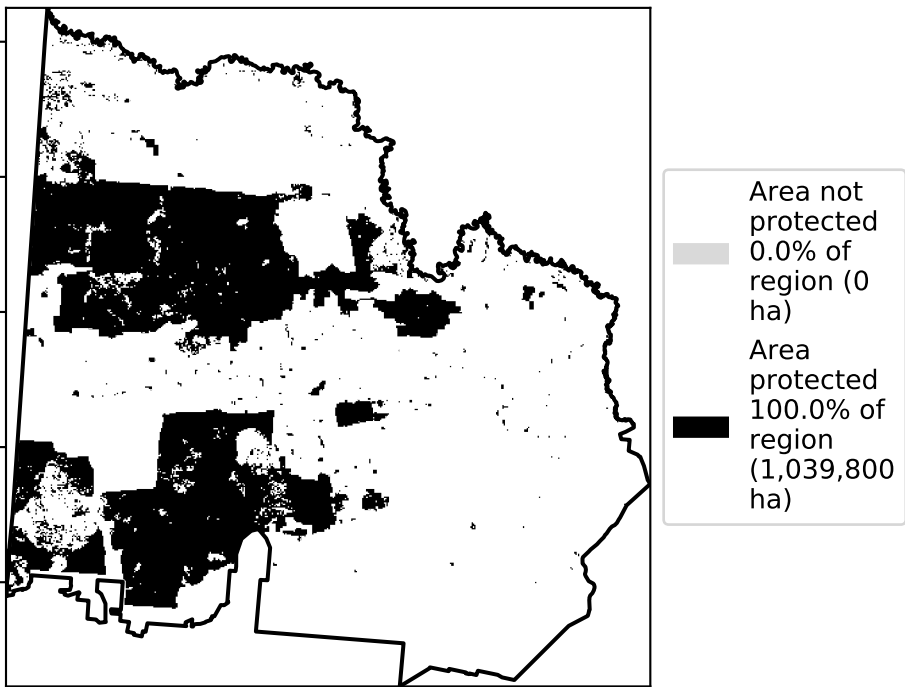 Area not
protected
0.0% of
region (0
ha)
Area
protected
100.0% of
region
(1,039,800
ha)